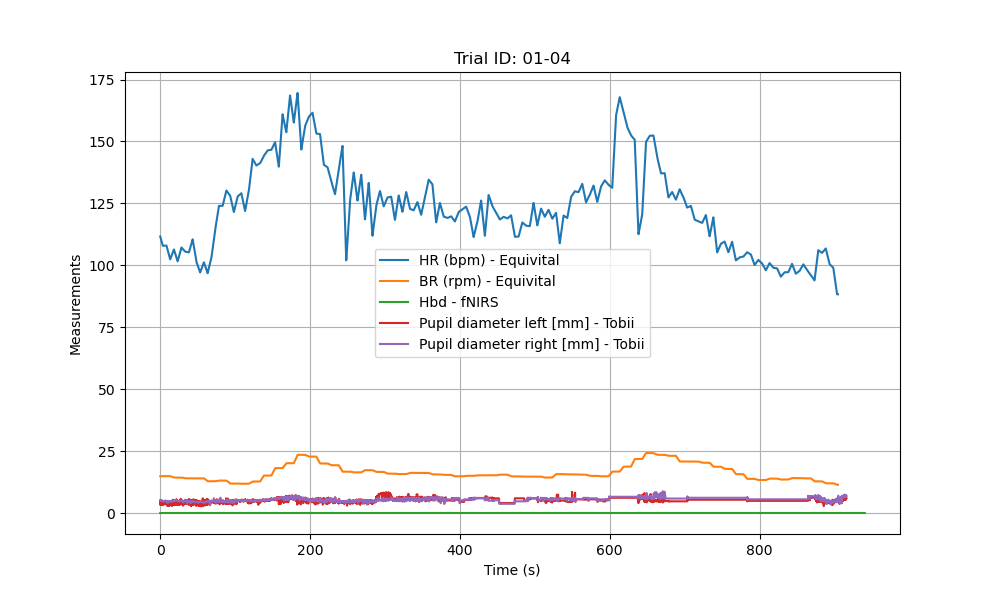 Trial ID: 01-04
175
150
125
100
75
50
25
0
Measurements
HR (bpm) - Equivital
BR (rpm) - Equivital
Hbd - fNIRS
Pupil diameter left [mm] - Tobii
Pupil diameter right [mm] - Tobii
0 200 400 600 800
Time (s)